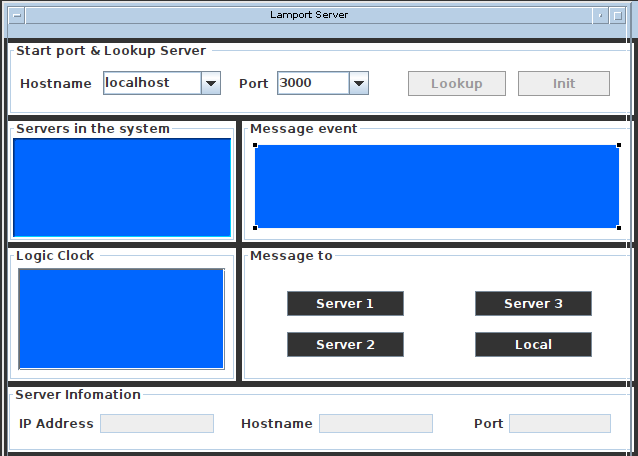 Lamport Server
Start port & Lookup Server
Hostname localhost Port 3000 Lookup Init
Servers in the system
Message event
Logic Clock
Message to
Server 1 Server 3
Server 2 Local
Server Infomation
IP Address Hostname Port